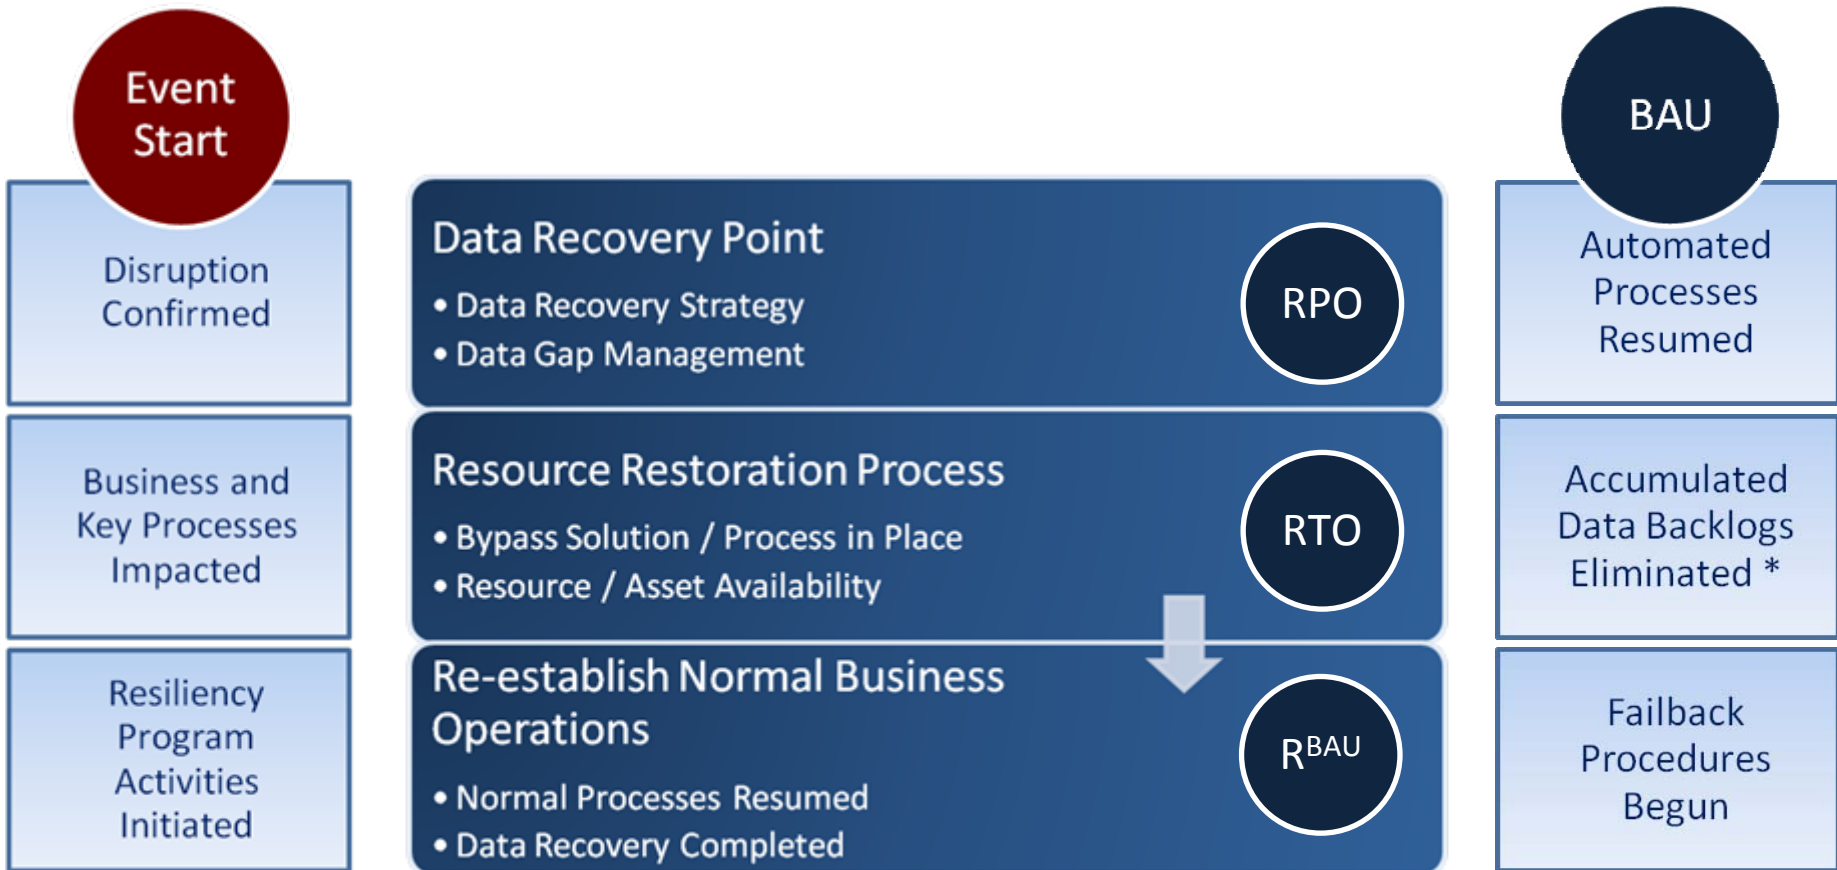 Event
Start
Disruption
Confirmed
Business and
Key Processes
Impacted
Resiliency
Program
Activities
Initiated
Data Recovery Point
• Data Recovery Strategy
• Data Gap Management
RPO
Resource Restoration Process
• Bypass Solution / Process in Place
• Resource / Asset Availability
RTO
Re-establish Normal Business
Operations
• Normal Processes Resumed
• Data Recovery Completed
RBAU
BAU
Automated
Processes
Resumed
Accumulated
Data Backlogs
Eliminated *
Failback
Procedures
Begun